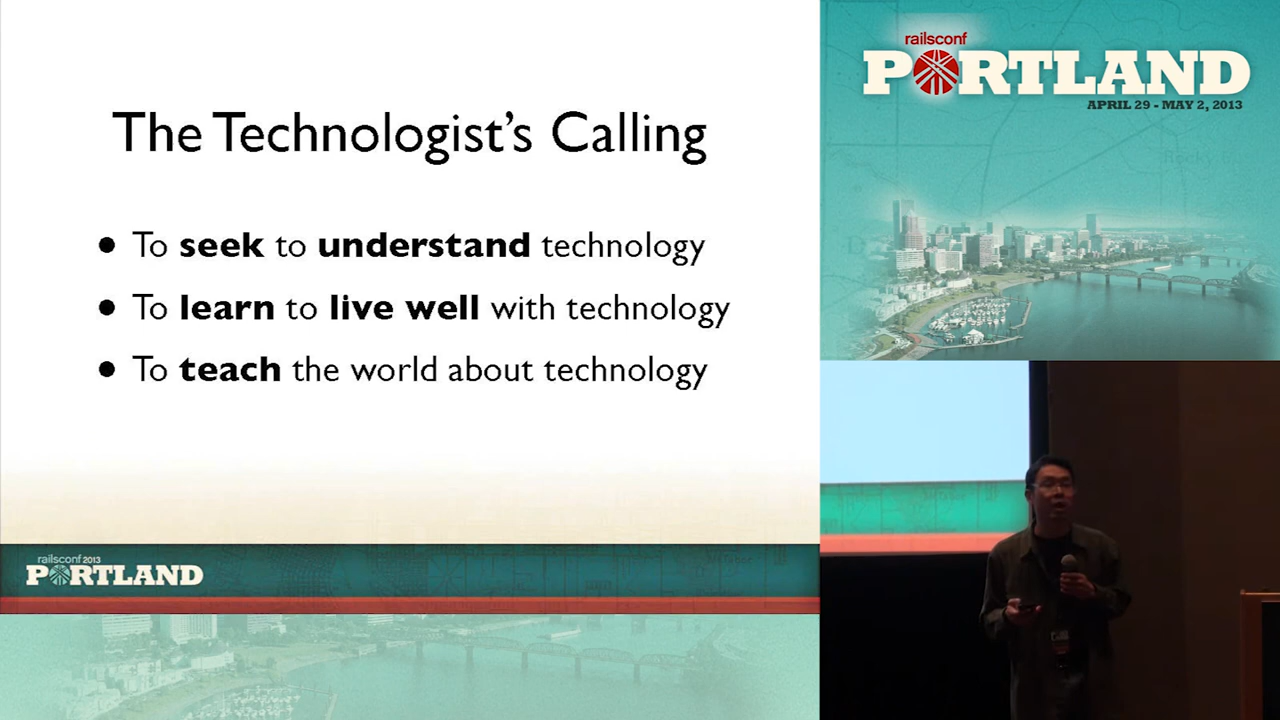 The Technologist's Calling
• To seek to understand technology
• To learn to live well with technology
• To teach the world about technology
railsconf 2013
PORTLAND
railsconf
PORTLAND
APRIL 29 - MAY 2, 2013